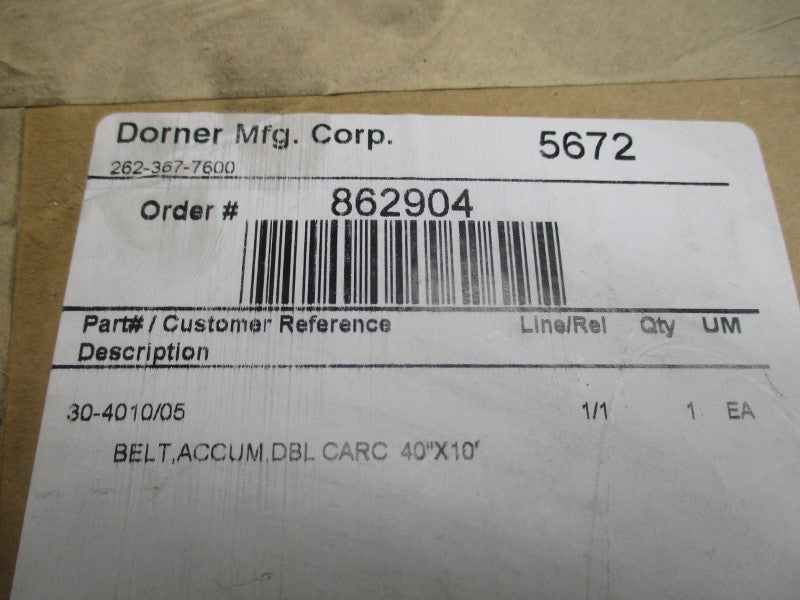 Dorner Mfg. Corp. 5672
262-367-7600
Order # 862904
Part# / Customer Reference Line/Rel Qty UM
Description
30-4010/05 1/1 1 EA
BELT,ACCUM,DBL CARC 40"X10'